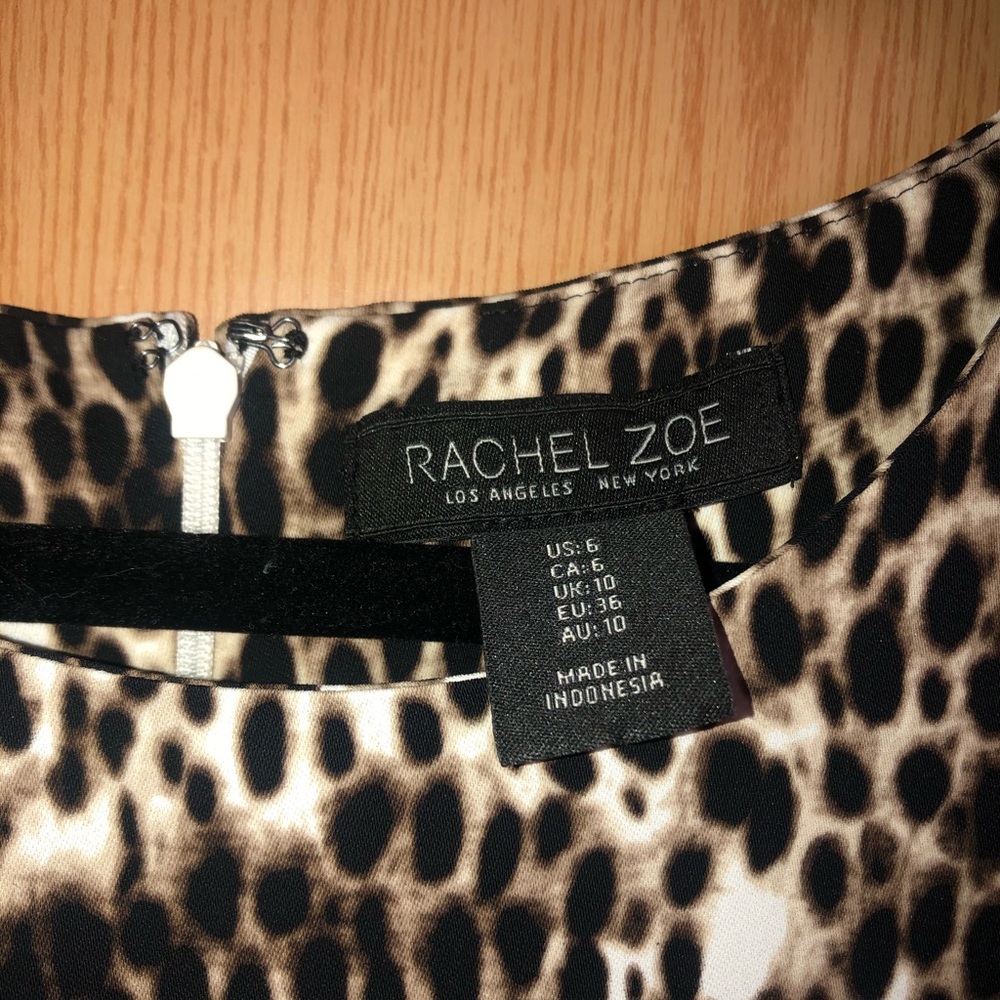 RACHEL ZOE
LOS ANGELES NEW YORK
US: 6
CA: 6
UK: 10
EU: 36
AU: 10
MADE IN
INDONESIA